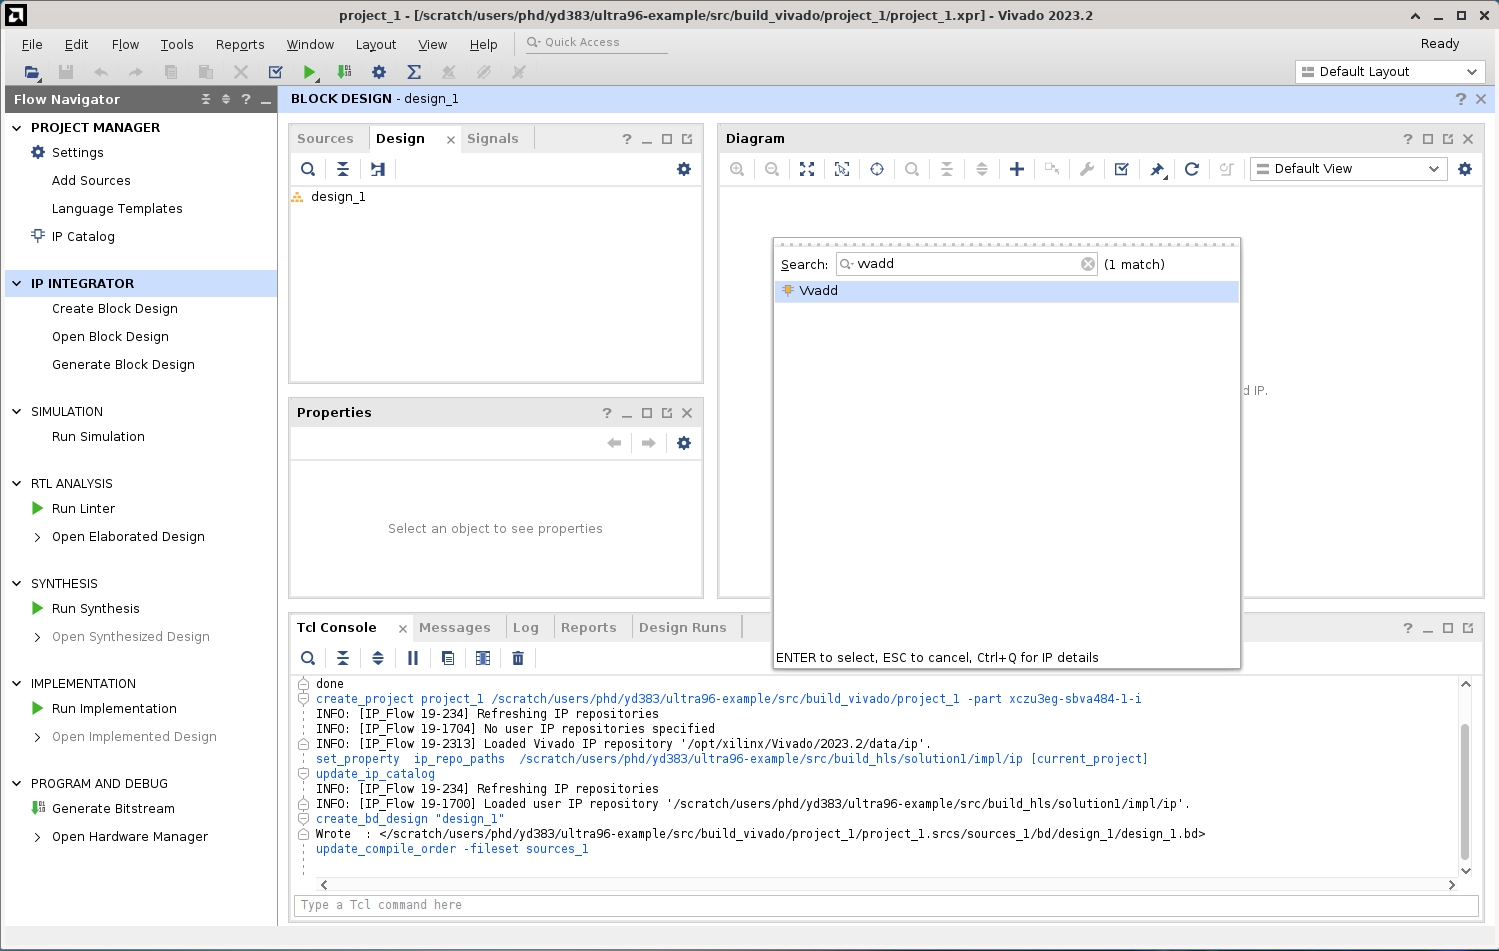 project_1 - [/scratch/users/phd/yd383/ultra96-example/src/build_vivado/project_1/project_1.xpr] - Vivado 2023.2
File Edit Flow Tools Reports Window Layout View Help Quick Access Ready
Default Layout
Flow Navigator
PROJECT MANAGER
Settings
Add Sources
Language Templates
IP Catalog
IP INTEGRATOR
Create Block Design
Open Block Design
Generate Block Design
SIMULATION
Run Simulation
RTL ANALYSIS
Run Linter
Open Elaborated Design
SYNTHESIS
Run Synthesis
Open Synthesized Design
IMPLEMENTATION
Run Implementation
Open Implemented Design
PROGRAM AND DEBUG
Generate Bitstream
Open Hardware Manager
BLOCK DESIGN - design_1
Sources Design Signals
design_1
Properties
Select an object to see properties
Diagram
Default View
d IP.
Search: vvadd (1 match)
Vvadd
ENTER to select, ESC to cancel, Ctrl+Q for IP details
Tcl Console Messages Log Reports Design Runs
done
create_project project_1 /scratch/users/phd/yd383/ultra96-example/src/build_vivado/project_1 -part xczu3eg-sbva484-1-i
INFO: [IP_Flow 19-234] Refreshing IP repositories
INFO: [IP_Flow 19-1704] No user IP repositories specified
INFO: [IP_Flow 19-2313] Loaded Vivado IP repository '/opt/xilinx/Vivado/2023.2/data/ip'.
set_property  ip_repo_paths  /scratch/users/phd/yd383/ultra96-example/src/build_hls/solution1/impl/ip [current_project]
update_ip_catalog
INFO: [IP_Flow 19-234] Refreshing IP repositories
INFO: [IP_Flow 19-1700] Loaded user IP repository '/scratch/users/phd/yd383/ultra96-example/src/build_hls/solution1/impl/ip'.
create_bd_design "design_1"
Wrote  : </scratch/users/phd/yd383/ultra96-example/src/build_vivado/project_1/project_1.srcs/sources_1/bd/design_1/design_1.bd>
update_compile_order -fileset sources_1
Type a Tcl command here